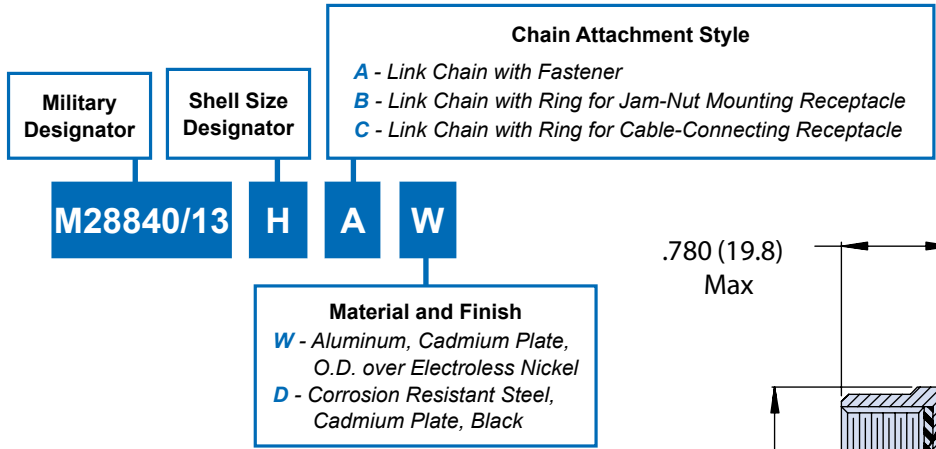 Chain Attachment Style
A - Link Chain with Fastener
B - Link Chain with Ring for Jam-Nut Mounting Receptacle
C - Link Chain with Ring for Cable-Connecting Receptacle
Military
Designator
Shell Size
Designator
M28840/13 H A W
Material and Finish
W - Aluminum, Cadmium Plate,
O.D. over Electroless Nickel
D - Corrosion Resistant Steel,
Cadmium Plate, Black
.780 (19.8)
Max